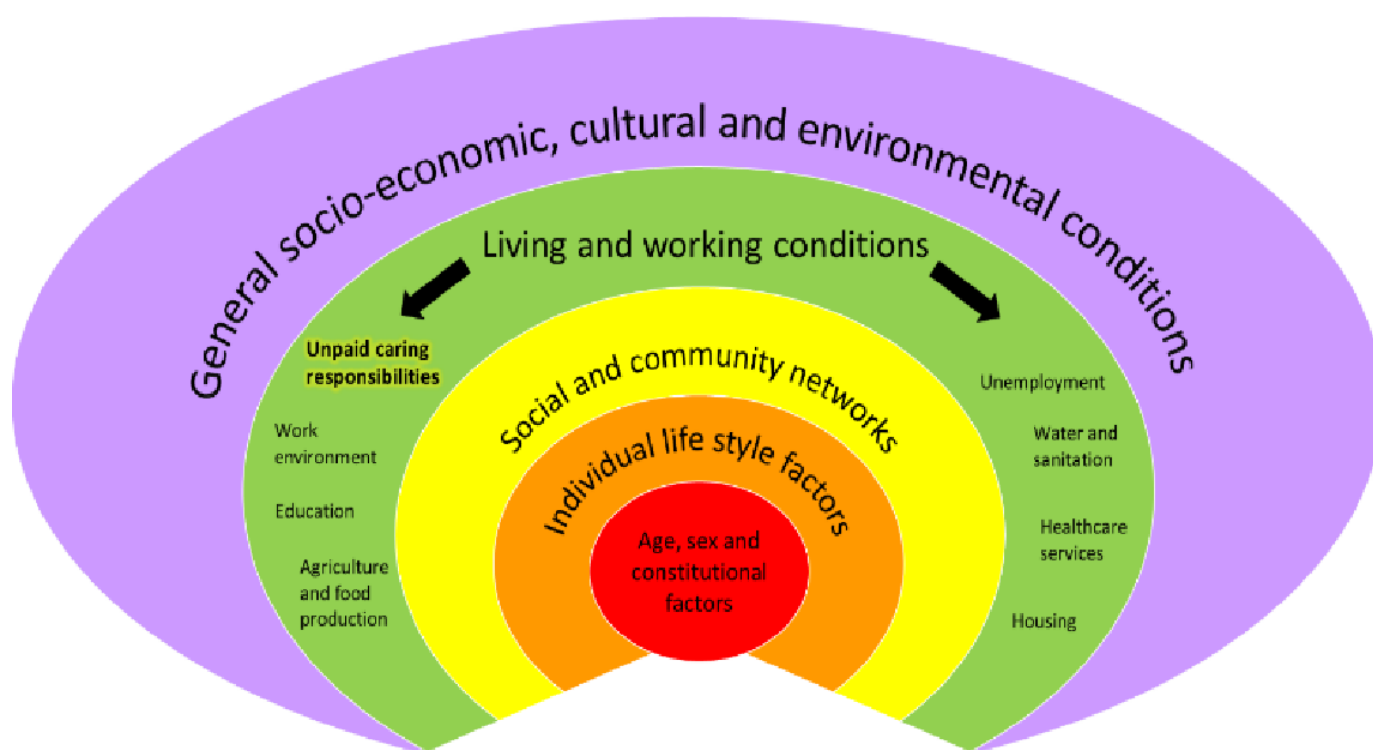 General socio-economic, cultural and environmental conditions
Living and working conditions
Unpaid caring
responsibilities
Work
environment
Education
Agriculture
and food
production
Social and community networks
Individual life style factors
Age, sex and
constitutional
factors
Unemployment
Water and
sanitation
Healthcare
services
Housing